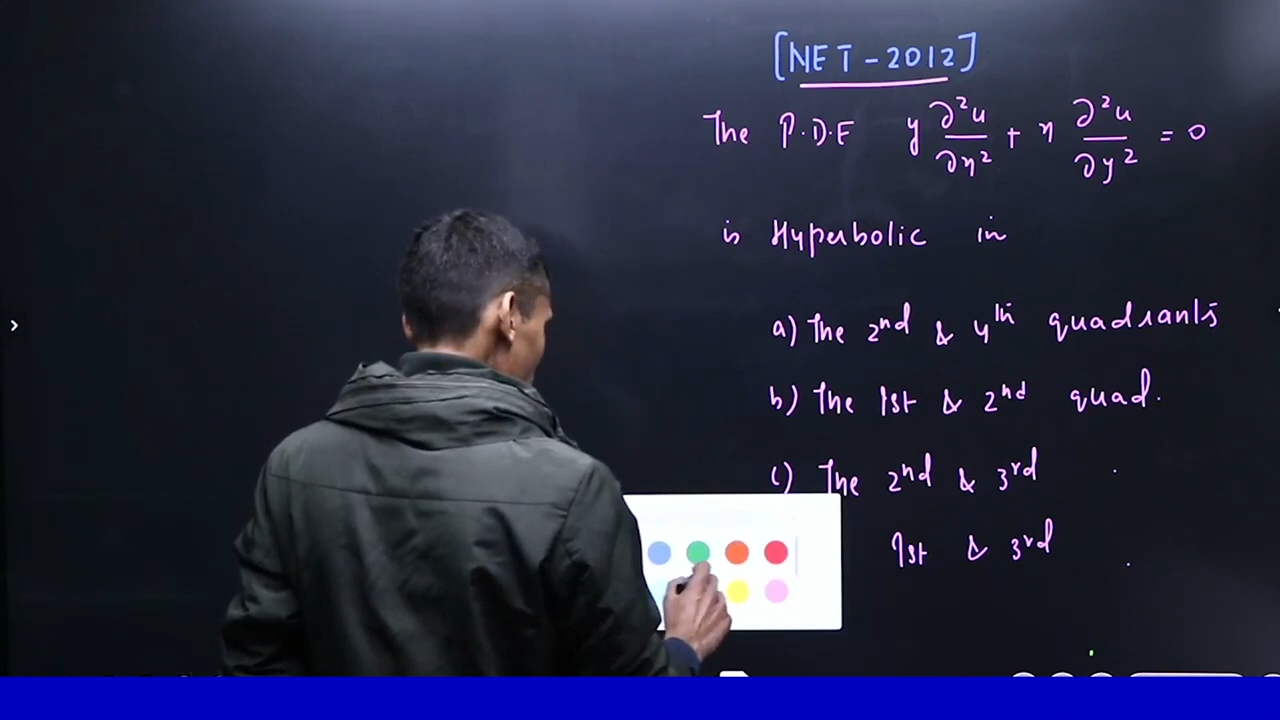 [NET-2012]
The P.D.E y ∂²u/∂x² + x ∂²u/∂y² = 0
is Hyperbolic in
a) The 2nd & 4th quadrants
b) The 1st & 2nd quad.
c) The 2nd & 3rd
1st & 3rd